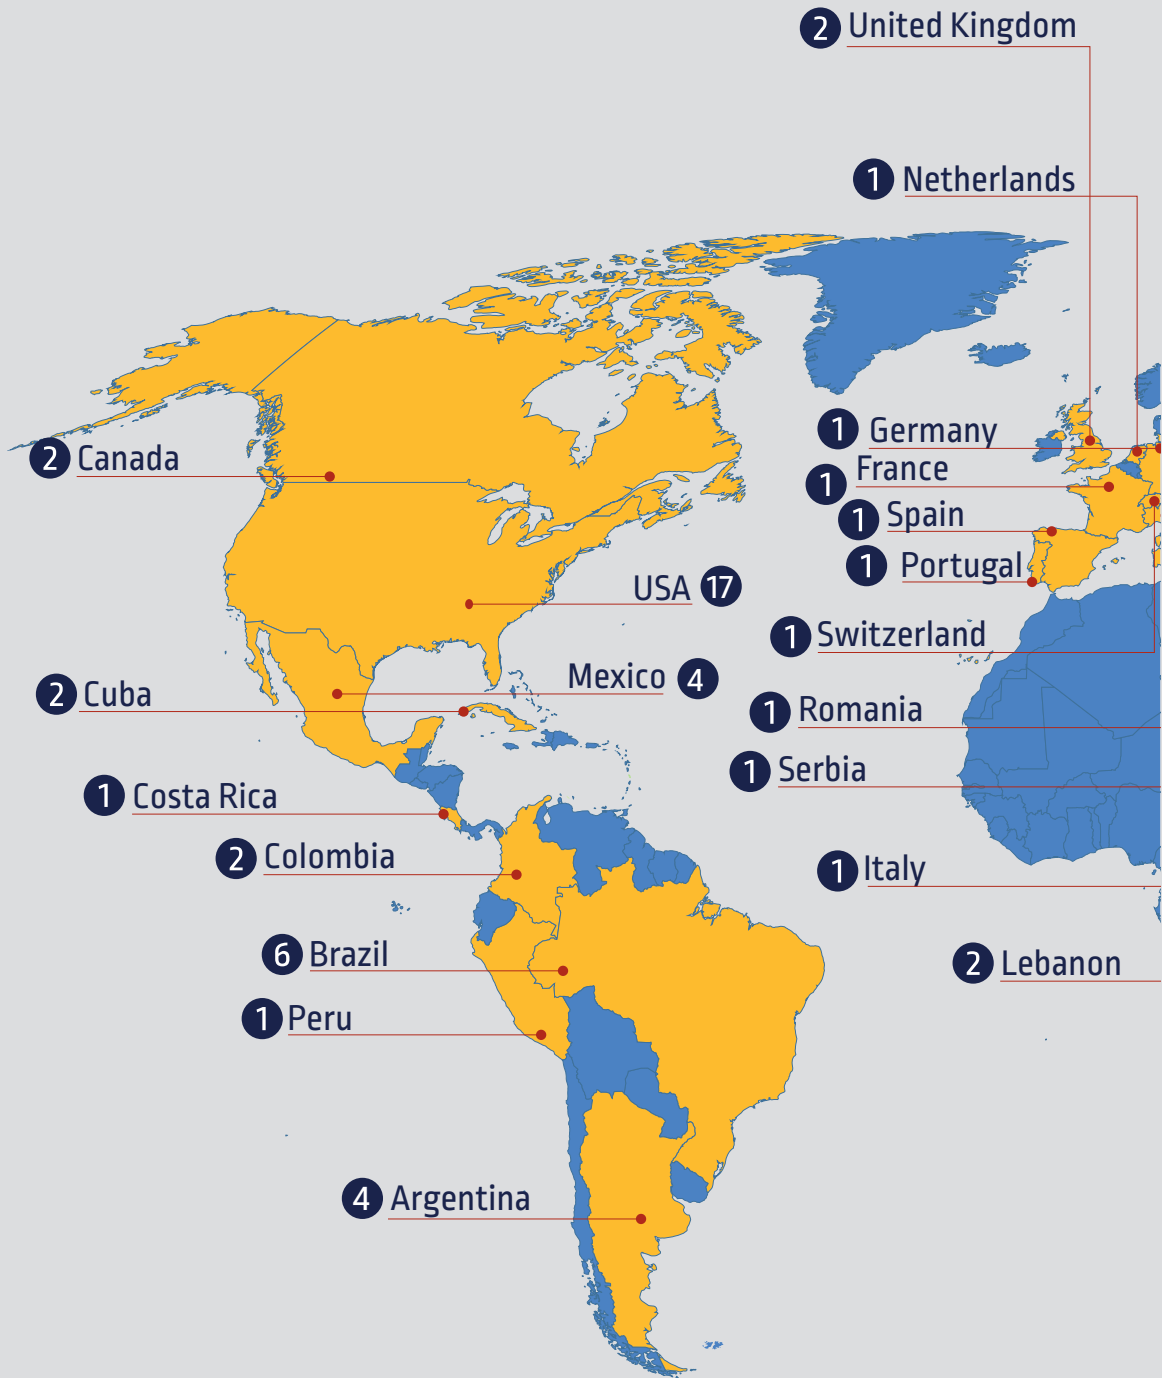 2 United Kingdom
1 Netherlands
1 Germany
2 Canada
1 France
1 Spain
1 Portugal
USA 17
1 Switzerland
Mexico 4
2 Cuba
1 Romania
1 Serbia
1 Costa Rica
2 Colombia
1 Italy
6 Brazil
2 Lebanon
1 Peru
4 Argentina